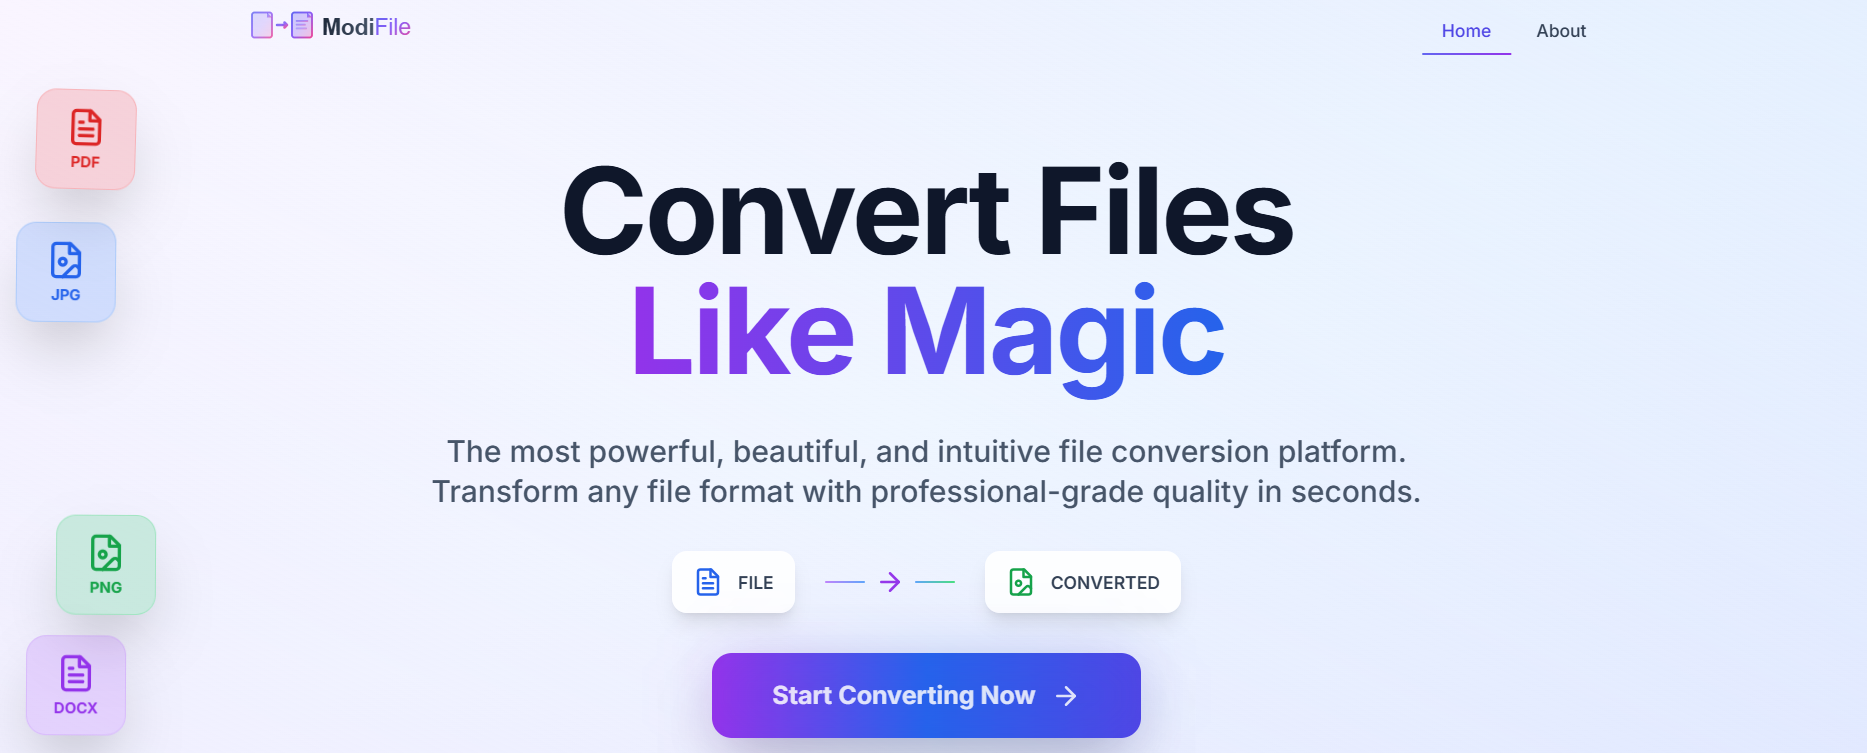 ModiFile
Home
About
PDF
JPG
Convert Files
Like Magic
The most powerful, beautiful, and intuitive file conversion platform.
Transform any file format with professional-grade quality in seconds.
PNG
FILE
CONVERTED
DOCX
Start Converting Now